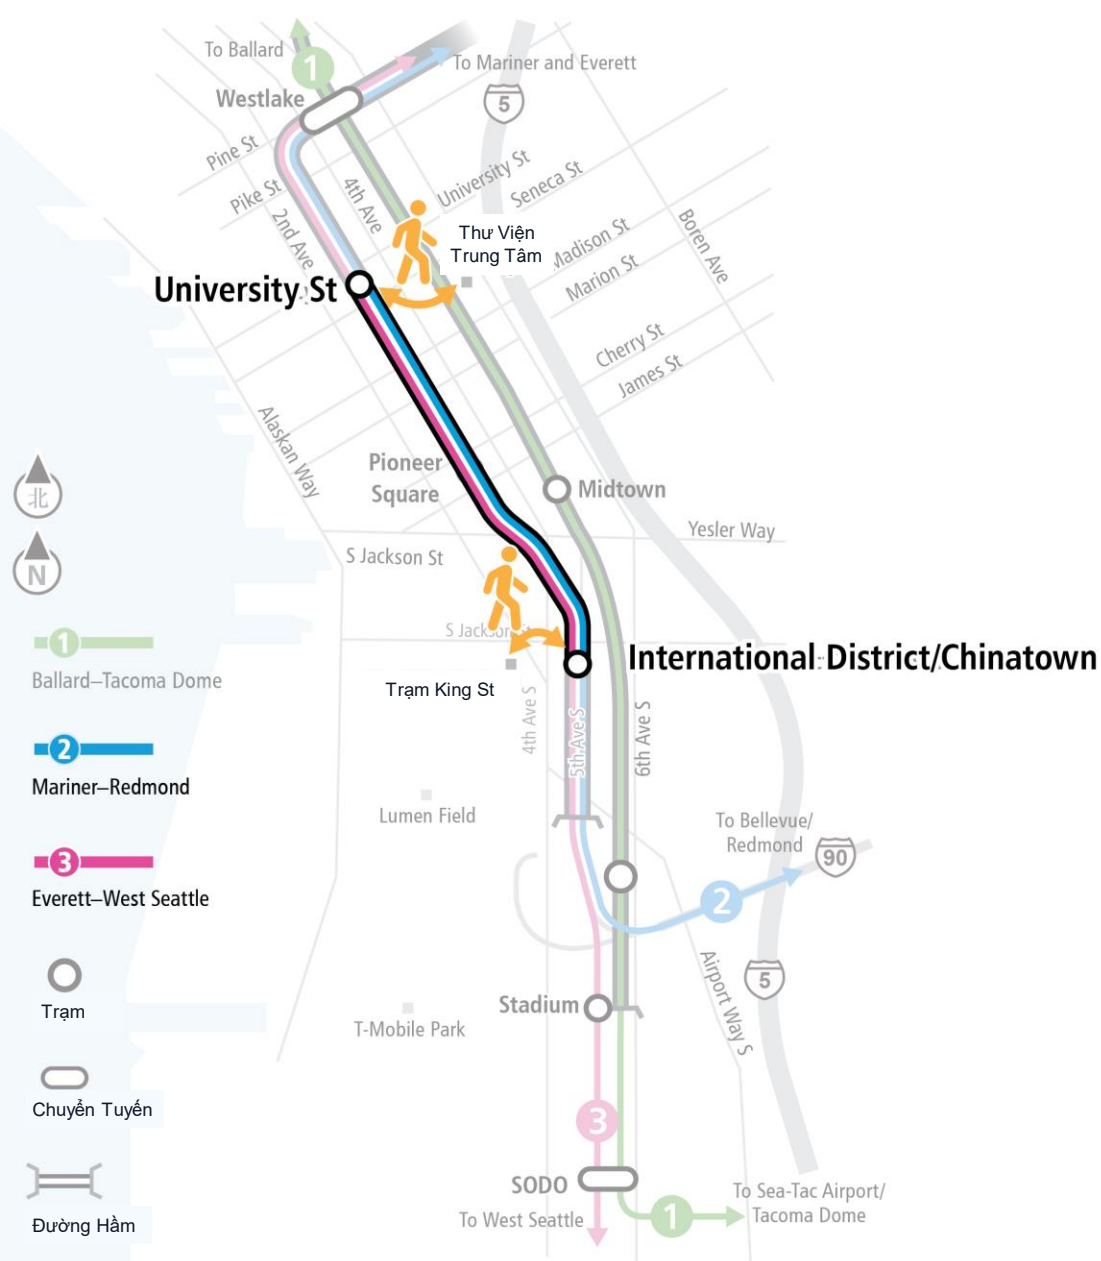 To Ballard
1
To Mariner and Everett
Westlake
5
Pine St
Pike St
4th Ave
2nd Ave
University St
Seneca St
Thư Viện
Trung Tâm
Madison St
Marion St
Boren Ave
University St
Cherry St
James St
Alaskan Way
Pioneer
Square
Midtown
Yesler Way
S Jackson St
S Jackson St
International District/Chinatown
Trạm King St
4th Ave S
5th Ave S
6th Ave S
Lumen Field
To Bellevue/
Redmond
90
2
Airport Way S
5
Stadium
T-Mobile Park
3
SODO
To West Seattle
1
To Sea-Tac Airport/
Tacoma Dome
北
N
1
Ballard–Tacoma Dome
2
Mariner–Redmond
3
Everett–West Seattle
Trạm
Chuyển Tuyến
Đường Hầm